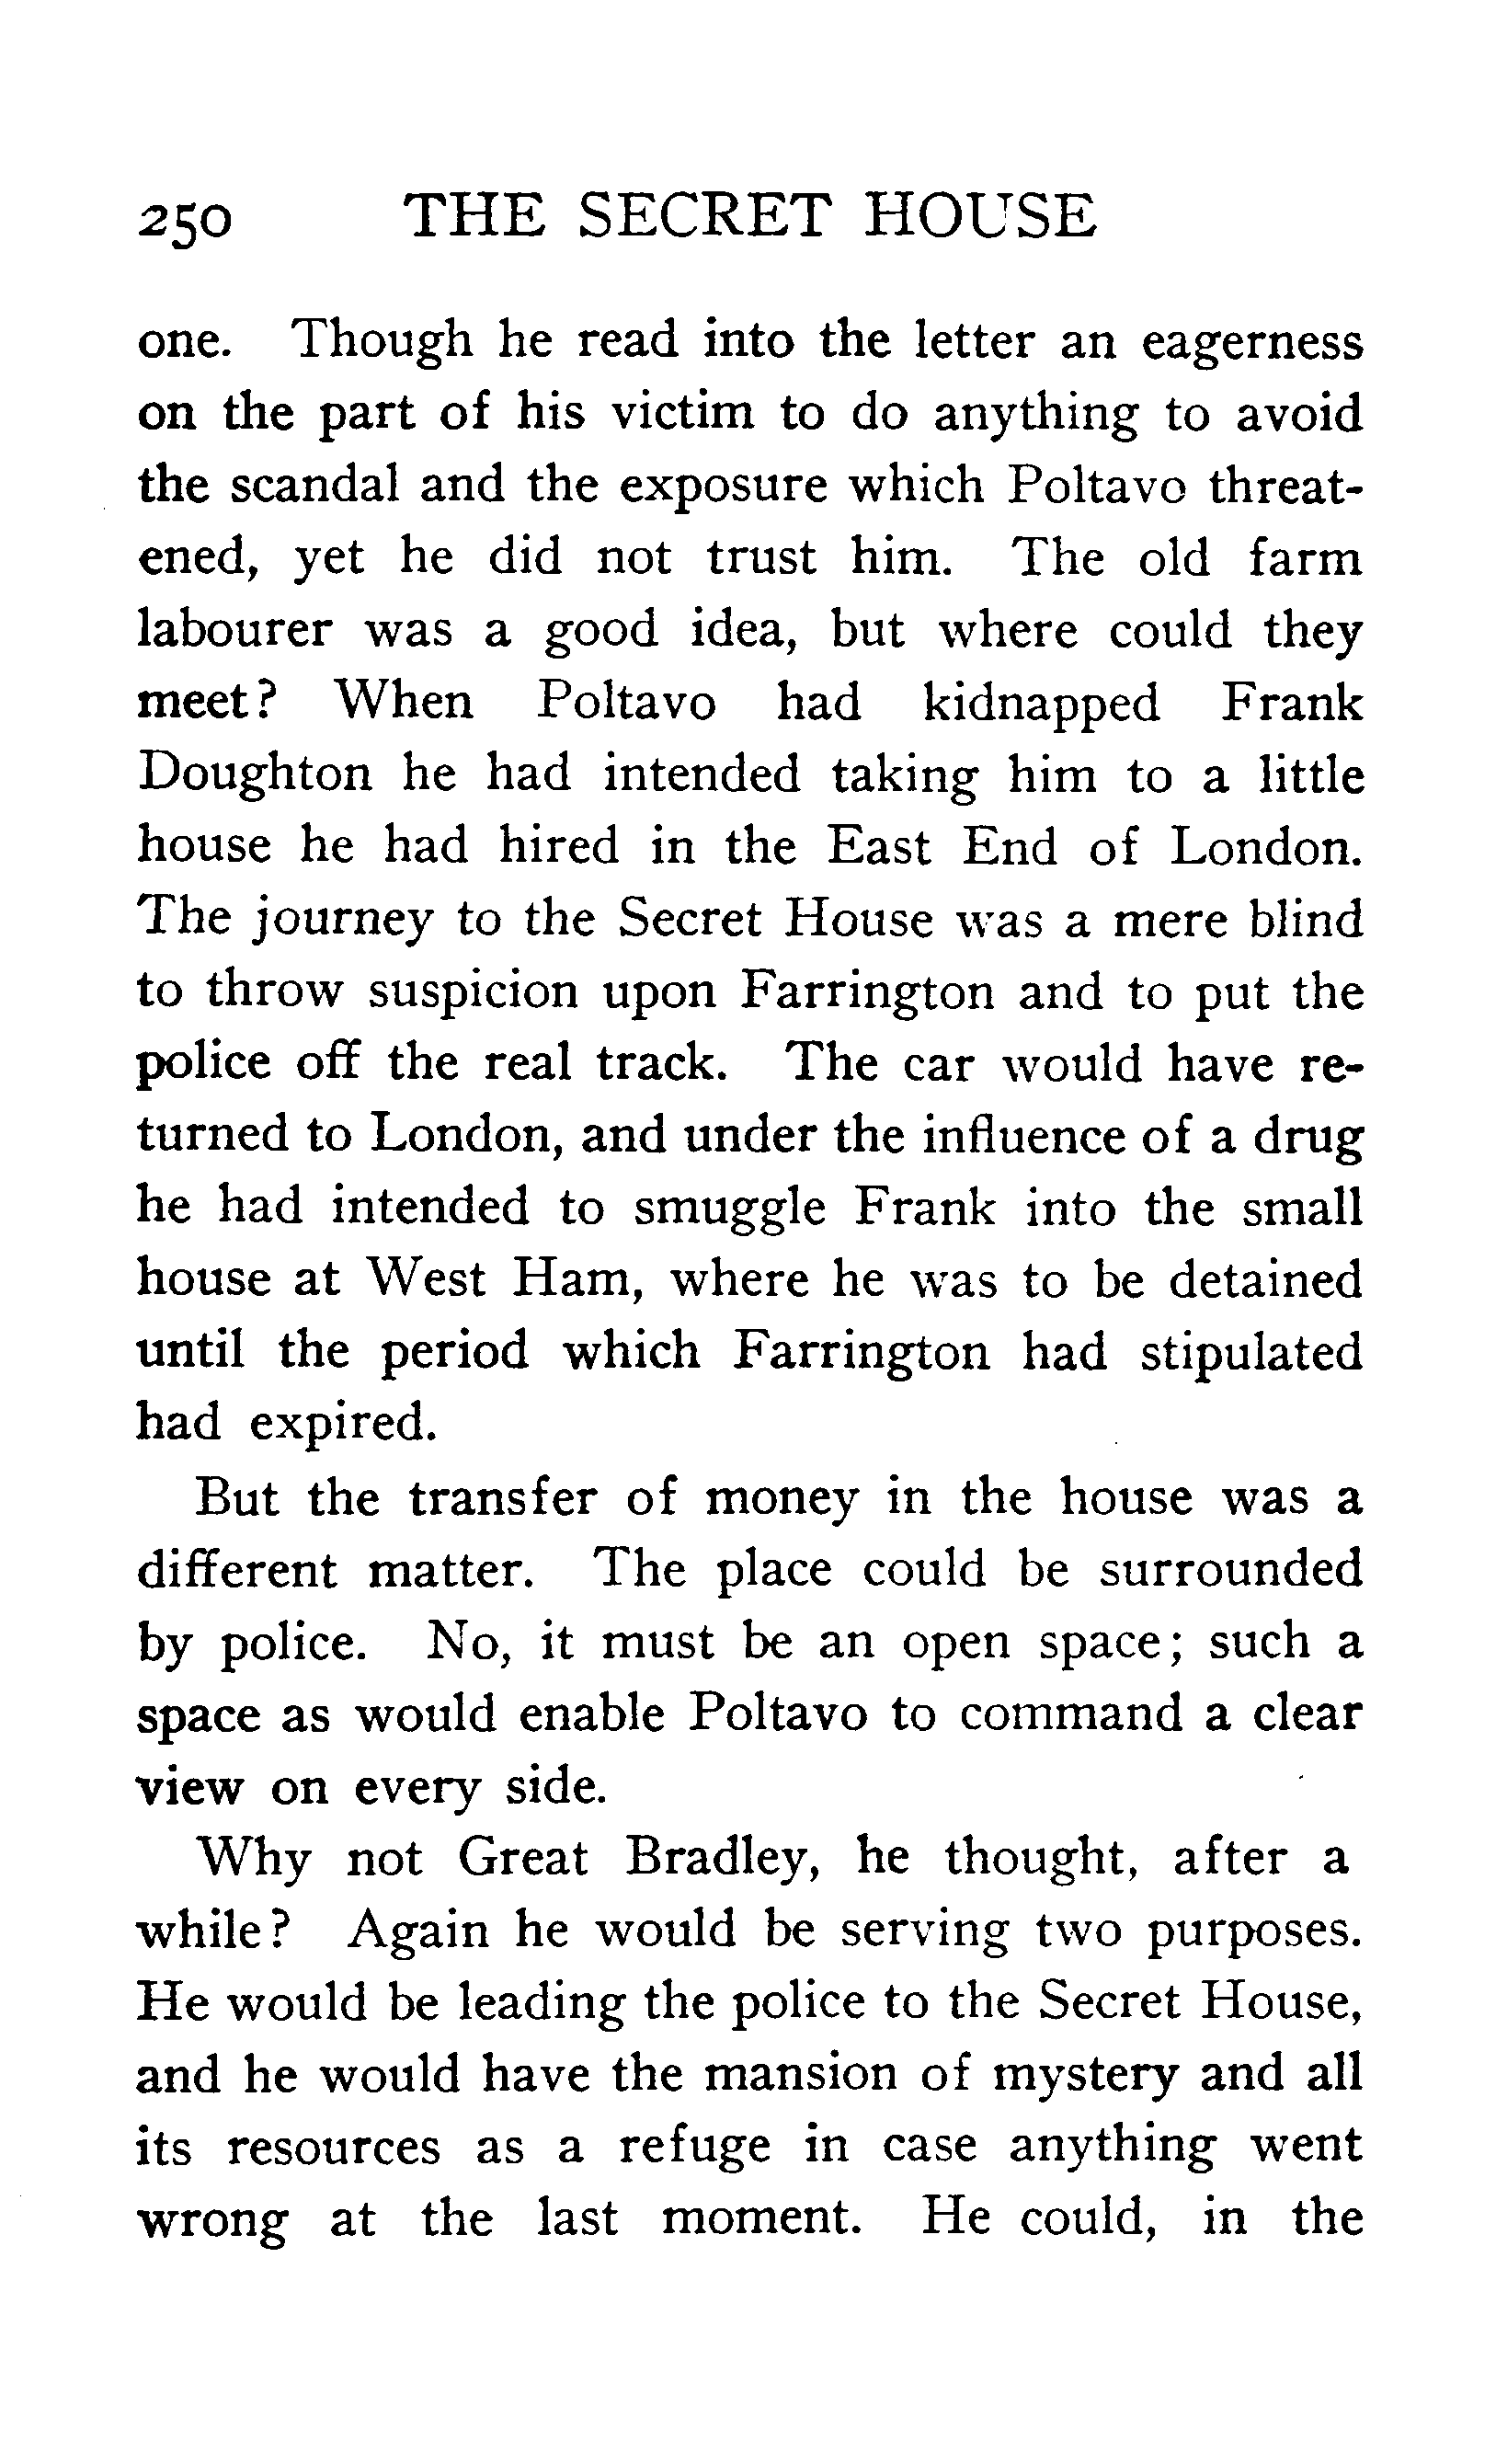 250 THE SECRET HOUSE
one. Though he read into the letter an eagerness
on the part of his victim to do anything to avoid
the scandal and the exposure which Poltavo threat-
ened, yet he did not trust him. The old farm
labourer was a good idea, but where could they
meet? When Poltavo had kidnapped Frank
Doughton he had intended taking him to a little
house he had hired in the East End of London.
The journey to the Secret House was a mere blind
to throw suspicion upon Farrington and to put the
police off the real track. The car would have re-
turned to London, and under the influence of a drug
he had intended to smuggle Frank into the small
house at West Ham, where he was to be detained
until the period which Farrington had stipulated
had expired.
But the transfer of money in the house was a
different matter. The place could be surrounded
by police. No, it must be an open space; such a
space as would enable Poltavo to command a clear
view on every side.
Why not Great Bradley, he thought, after a
while? Again he would be serving two purposes.
He would be leading the police to the Secret House,
and he would have the mansion of mystery and all
its resources as a refuge in case anything went
wrong at the last moment. He could, in the